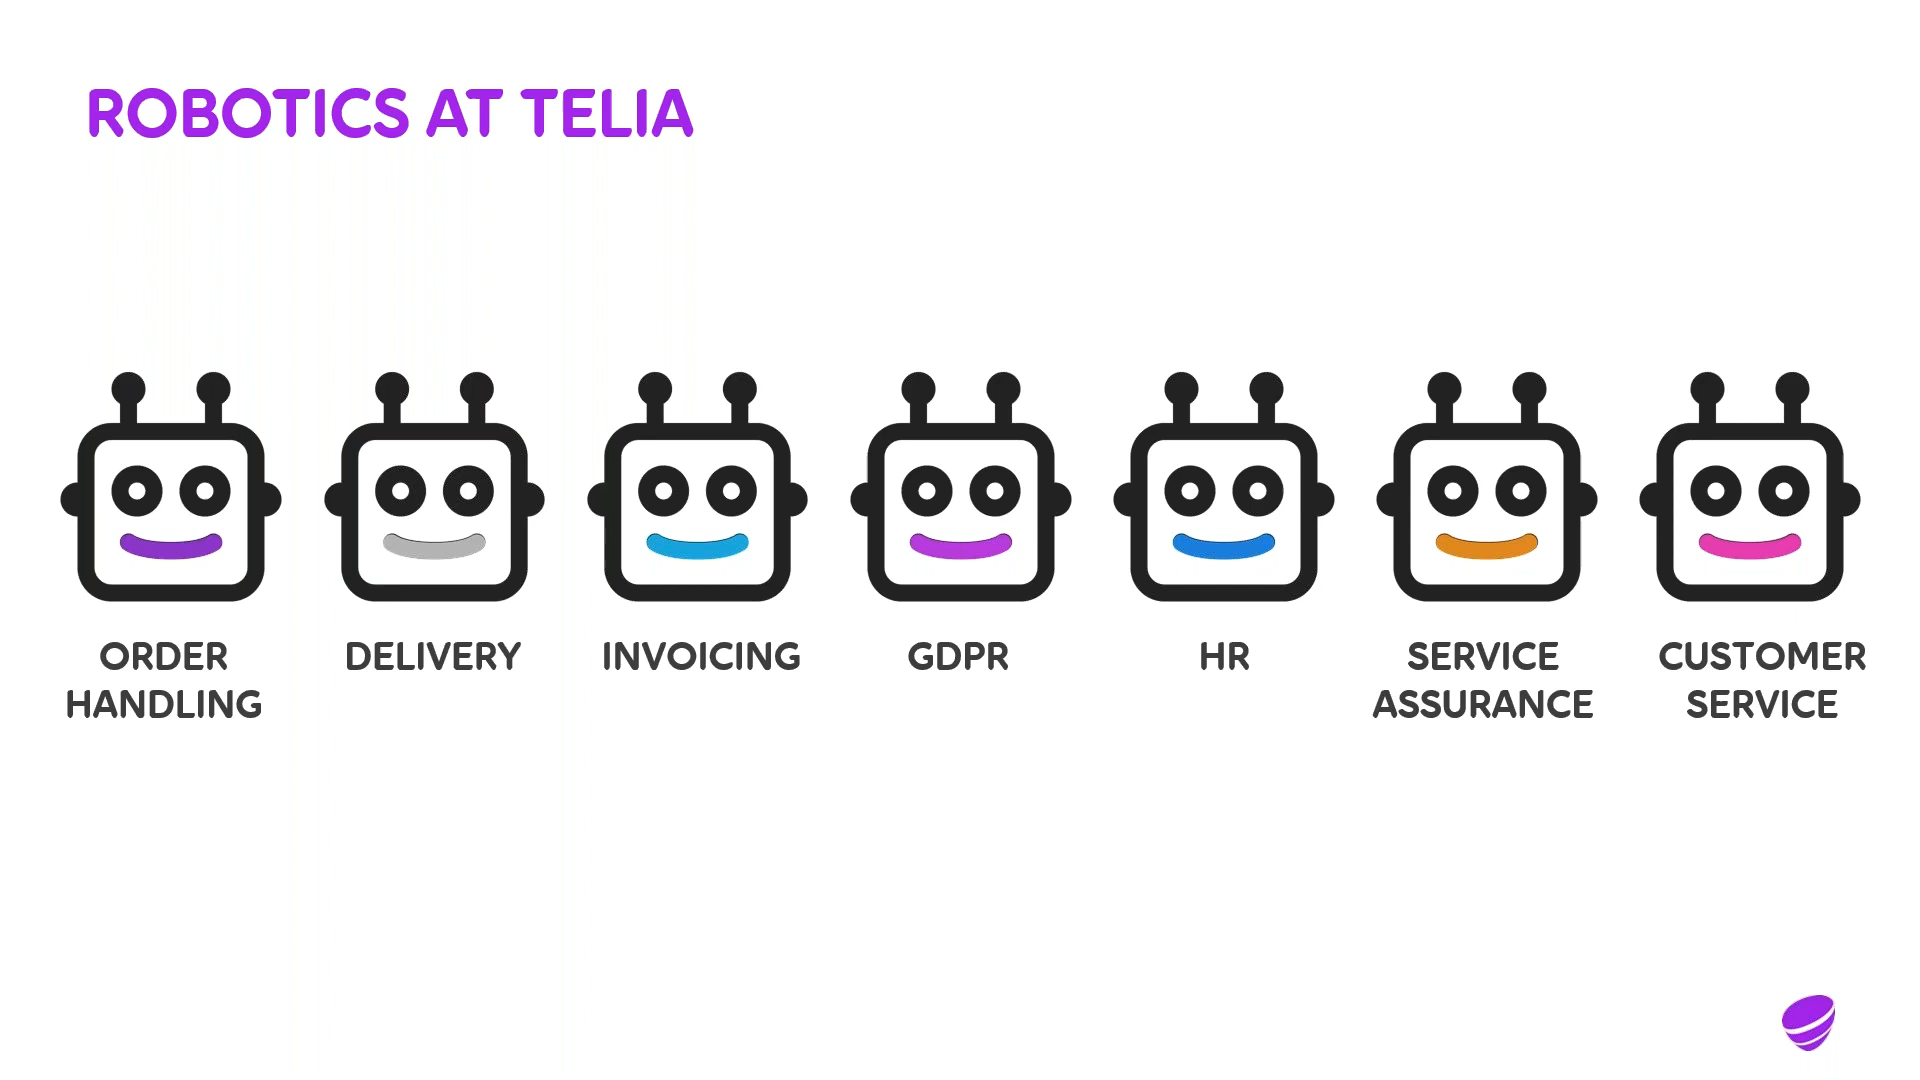 ROBOTICS AT TELIA
ORDER
HANDLING
DELIVERY
INVOICING
GDPR
HR
SERVICE
ASSURANCE
CUSTOMER
SERVICE